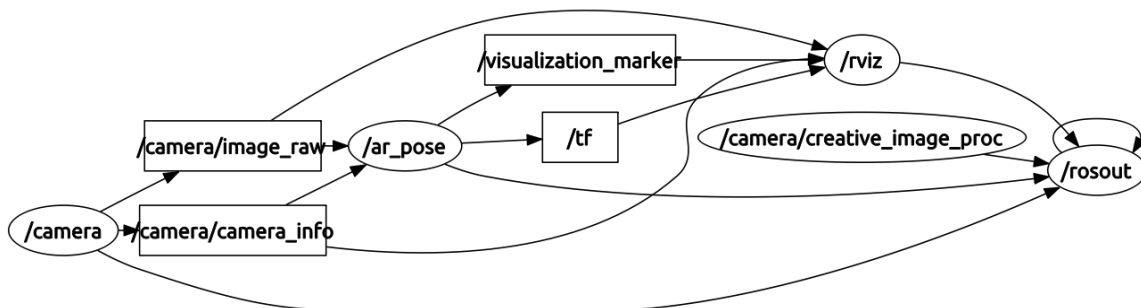 /visualization_marker
/rviz
/camera/image_raw
/ar_pose
/tf
/camera/creative_image_proc
/rosout
/camera
/camera/camera_info